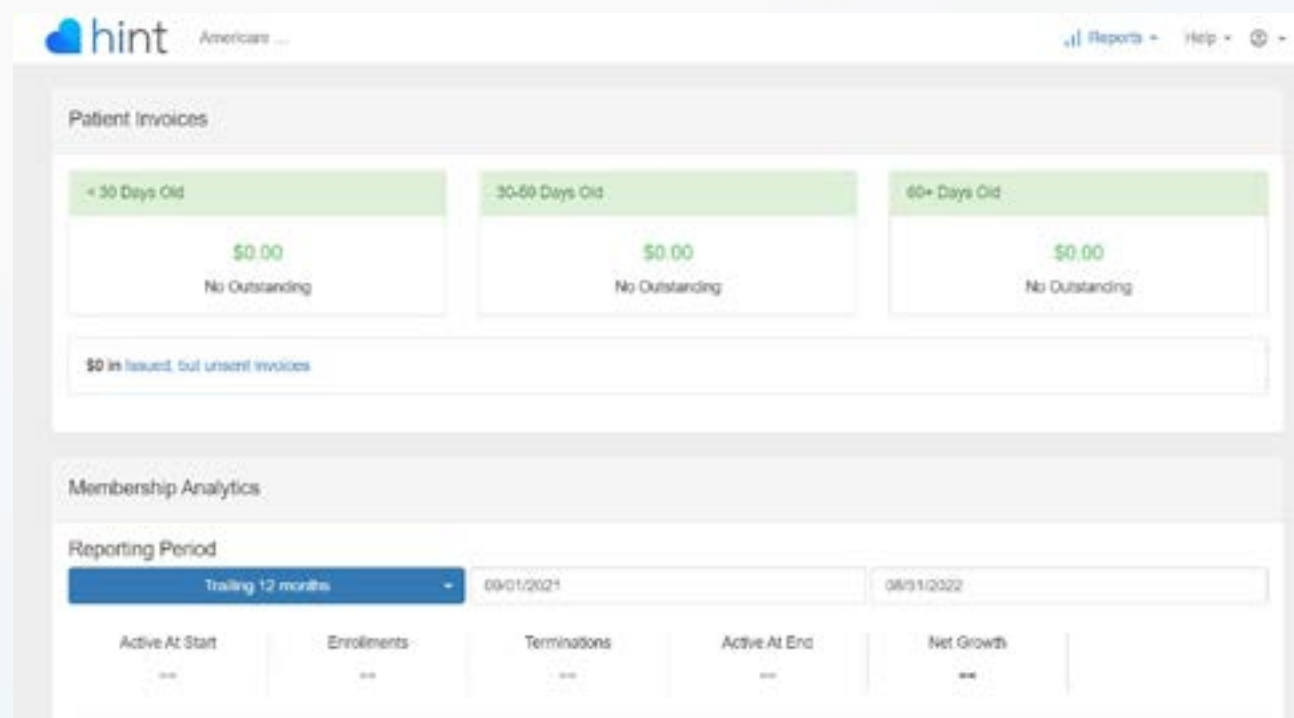 hint Americare ... Reports Help
Patient Invoices
< 30 Days Old 30-59 Days Old 60+ Days Old
$0.00 $0.00 $0.00
No Outstanding No Outstanding No Outstanding
$0 in Issued, but unsent invoices
Membership Analytics
Reporting Period
Trailing 12 months 09/01/2021 08/31/2022
Active At Start Enrollments Terminations Active At End Net Growth
-- -- -- -- --